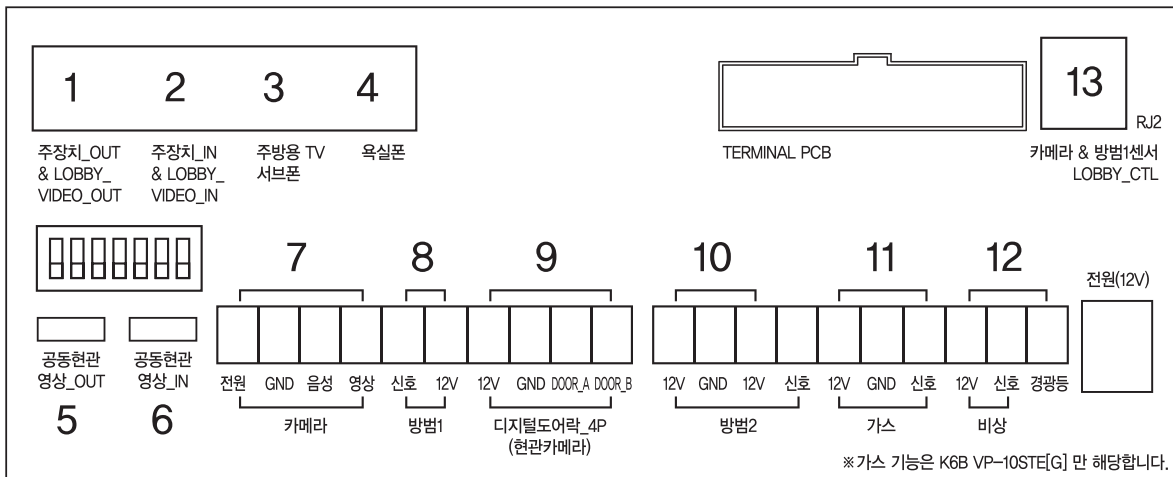 1 2 3 4
주장치_OUT
& LOBBY_
VIDEO_OUT
주장치_IN
& LOBBY_
VIDEO_IN
주방용 TV
서브폰
욕실폰
TERMINAL PCB
13
RJ2
카메라 & 방범1센서
LOBBY_CTL
공동현관
영상_OUT
5
공동현관
영상_IN
6
7 8 9 10 11 12
전원 GND 음성 영상 신호 12V 12V GND DOOR_A DOOR_B 12V GND 12V 신호 12V GND 신호 12V 신호 경광등
카메라 방범1 디지털도어락_4P
(현관카메라)
방범2 가스 비상
전원(12V)
※가스 기능은 K6B VP-10STE[G] 만 해당합니다.